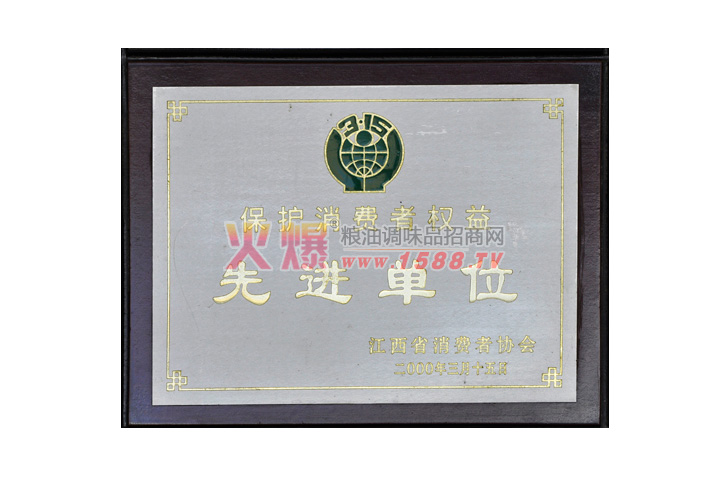 3·15
保护消费者权益
火爆 粮油调味品招商网
www.1588.TV
先进单位
江西省消费者协会
二000年三月十五日